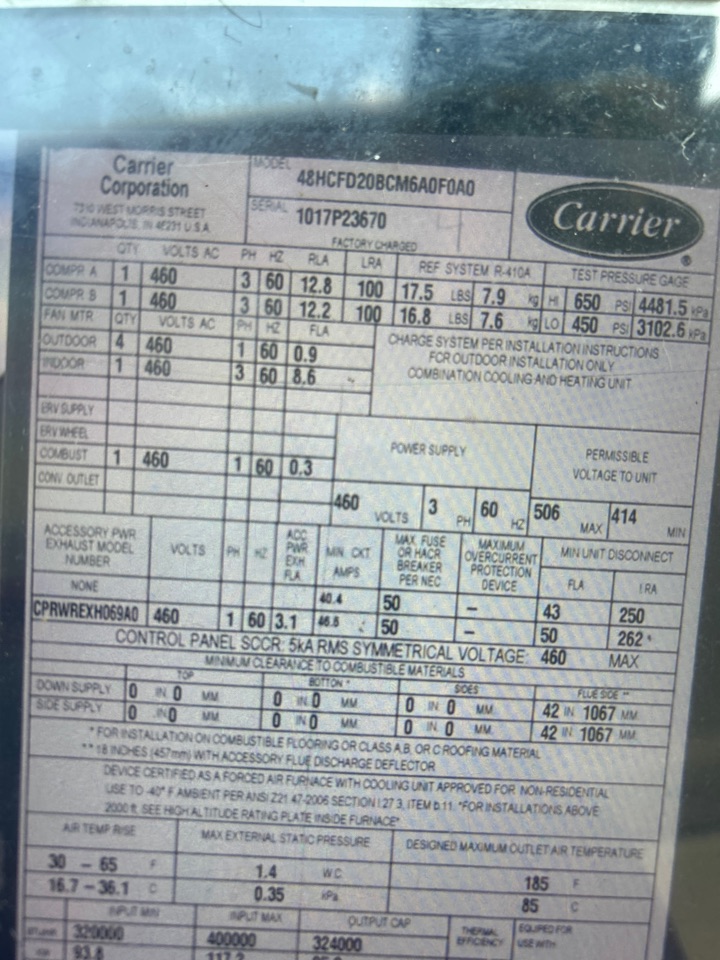 Carrier
Corporation
7310 WEST MORRIS STREET
INDIANAPOLIS, IN 46231 U.S.A
MODEL 48HCFD20BCM6A0F0A0
SERIAL 1017P23670
Carrier ®
FACTORY CHARGED
QTY VOLTS AC PH HZ RLA LRA REF SYSTEM R-410A TEST PRESSURE GAGE
COMPR A 1 460 3 60 12.8 100 17.5 LBS 7.9 kg HI 650 PSI 4481.5 kPa
COMPR B 1 460 3 60 12.2 100 16.8 LBS 7.6 kg LO 450 PSI 3102.6 kPa
FAN MTR QTY VOLTS AC PH HZ FLA
OUTDOOR 4 460 1 60 0.9
INDOOR 1 460 3 60 8.6
CHARGE SYSTEM PER INSTALLATION INSTRUCTIONS
FOR OUTDOOR INSTALLATION ONLY
COMBINATION COOLING AND HEATING UNIT
ERV SUPPLY
ERV WHEEL
COMBUST 1 460 1 60 0.3
CONV OUTLET
POWER SUPPLY
PERMISSIBLE
VOLTAGE TO UNIT
460 VOLTS 3 PH 60 HZ 506 MAX 414 MIN
ACCESSORY PWR
EXHAUST MODEL
NUMBER
VOLTS PH HZ
ACC
PWR
EXH
FLA
MIN. CKT
AMPS
MAX. FUSE
OR HACR
BREAKER
PER NEC
MAXIMUM
OVERCURRENT
PROTECTION
DEVICE
MIN UNIT DISCONNECT
FLA LRA
NONE 40.4 50 – 43 250
CPRWREXH069A0 460 1 60 3.1 50 – 50 262
CONTROL PANEL SCCR: 5kA RMS SYMMETRICAL VOLTAGE: 460 MAX
MINIMUM CLEARANCE TO COMBUSTIBLE MATERIALS
TOP BOTTOM * SIDES FLUE SIDE **
DOWN SUPPLY 0 IN 0 MM 0 IN 0 MM 0 IN 0 MM 42 IN 1067 MM
SIDE SUPPLY 0 IN 0 MM 0 IN 0 MM 0 IN 0 MM 42 IN 1067 MM
* FOR INSTALLATION ON COMBUSTIBLE FLOORING OR CLASS A,B, OR C ROOFING MATERIAL
** 18 INCHES (457mm) WITH ACCESSORY FLUE DISCHARGE DEFLECTOR
DEVICE CERTIFIED AS A FORCED AIR FURNACE WITH COOLING UNIT APPROVED FOR NON-RESIDENTIAL
USE TO -40° F AMBIENT PER ANSI Z21.47-2006 SECTION 1.27.3, ITEM b.11. *FOR INSTALLATIONS ABOVE
2000 ft. SEE HIGH ALTITUDE RATING PLATE INSIDE FURNACE*
AIR TEMP RISE MAX EXTERNAL STATIC PRESSURE DESIGNED MAXIMUM OUTLET AIR TEMPERATURE
30 – 65 F 1.4 W.C. 185 F
16.7 – 36.1 C 0.35 kPa 85 C
INPUT MIN INPUT MAX OUTPUT CAP
THERMAL
EFFICIENCY
EQUIPPED FOR
USE WITH
320000 400000 324000
93.8 117.2